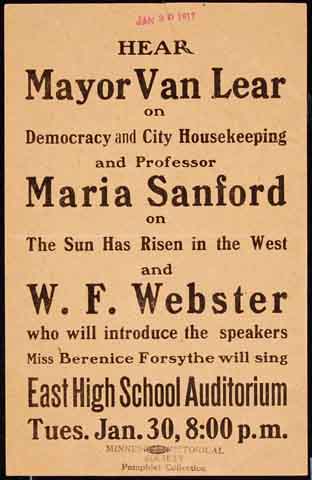 JAN 30 1917
HEAR
Mayor Van Lear
on
Democracy and City Housekeeping
and Professor
Maria Sanford
on
The Sun Has Risen in the West
and
W. F. Webster
who will introduce the speakers
Miss Berenice Forsythe will sing
East High School Auditorium
Tues. Jan. 30, 8:00 p.m.
SOCIETY
Pamphlet Collection